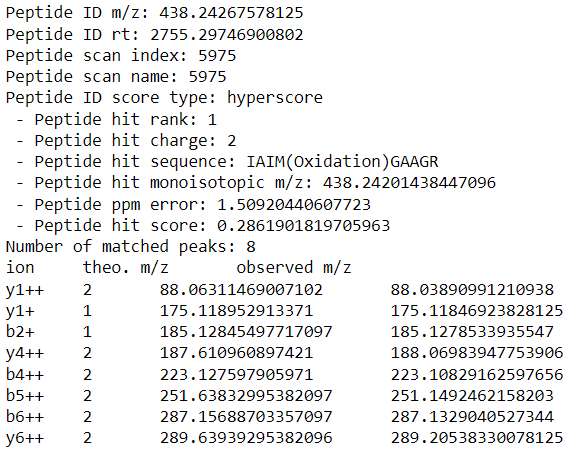 Peptide ID m/z: 438.24267578125
Peptide ID rt: 2755.29746900802
Peptide scan index: 5975
Peptide scan name: 5975
Peptide ID score type: hyperscore
 - Peptide hit rank: 1
 - Peptide hit charge: 2
 - Peptide hit sequence: IAIM(Oxidation)GAAGR
 - Peptide hit monoisotopic m/z: 438.24201438447096
 - Peptide ppm error: 1.50920440607723
 - Peptide hit score: 0.2861901819705963
Number of matched peaks: 8
ion theo. m/z observed m/z
y1++ 2 88.06311469007102 88.03890991210938
y1+ 1 175.118952913371 175.11846923828125
b2+ 1 185.12845497717097 185.1278533935547
y4++ 2 187.610960897421 188.06983947753906
b4++ 2 223.127597905971 223.10829162597656
b5++ 2 251.63832995382097 251.1492462158203
b6++ 2 287.15688703357097 287.1329040527344
y6++ 2 289.63939295382096 289.20538330078125